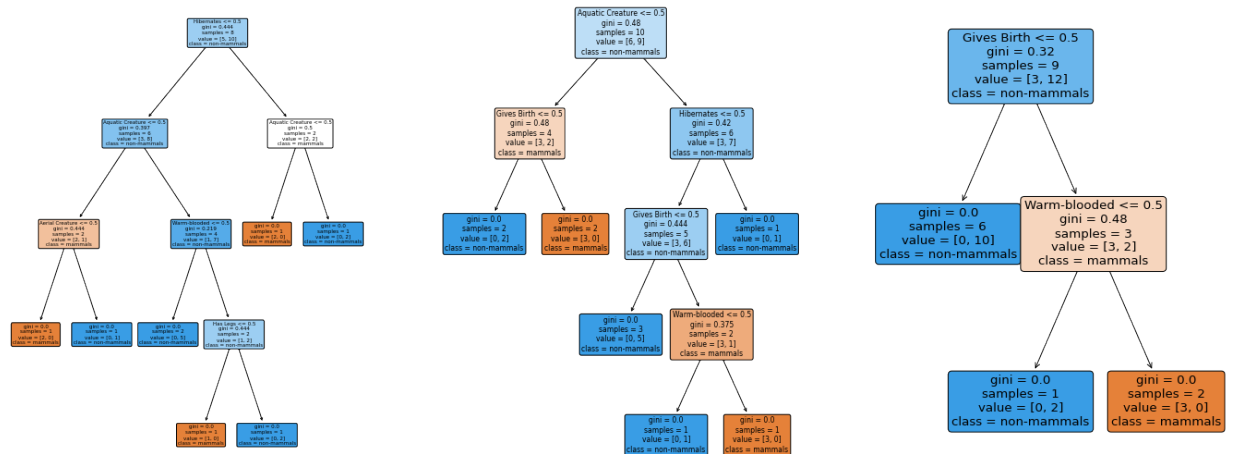 Hibernates <= 0.5
gini = 0.444
samples = 8
value = [5, 10]
class = non-mammals
Aquatic Creature <= 0.5
gini = 0.397
samples = 6
value = [3, 8]
class = non-mammals
Aquatic Creature <= 0.5
gini = 0.5
samples = 2
value = [2, 2]
class = mammals
Aerial Creature <= 0.5
gini = 0.444
samples = 2
value = [2, 1]
class = mammals
Warm-blooded <= 0.5
gini = 0.219
samples = 4
value = [1, 7]
class = non-mammals
gini = 0.0
samples = 1
value = [2, 0]
class = mammals
gini = 0.0
samples = 1
value = [0, 2]
class = non-mammals
gini = 0.0
samples = 1
value = [2, 0]
class = mammals
gini = 0.0
samples = 1
value = [0, 1]
class = non-mammals
gini = 0.0
samples = 2
value = [0, 5]
class = non-mammals
Has Legs <= 0.5
gini = 0.444
samples = 2
value = [1, 2]
class = non-mammals
gini = 0.0
samples = 1
value = [1, 0]
class = mammals
gini = 0.0
samples = 1
value = [0, 2]
class = non-mammals
Aquatic Creature <= 0.5
gini = 0.48
samples = 10
value = [6, 9]
class = non-mammals
Gives Birth <= 0.5
gini = 0.48
samples = 4
value = [3, 2]
class = mammals
Hibernates <= 0.5
gini = 0.42
samples = 6
value = [3, 7]
class = non-mammals
gini = 0.0
samples = 2
value = [0, 2]
class = non-mammals
gini = 0.0
samples = 2
value = [3, 0]
class = mammals
Gives Birth <= 0.5
gini = 0.444
samples = 5
value = [3, 6]
class = non-mammals
gini = 0.0
samples = 1
value = [0, 1]
class = non-mammals
gini = 0.0
samples = 3
value = [0, 5]
class = non-mammals
Warm-blooded <= 0.5
gini = 0.375
samples = 2
value = [3, 1]
class = mammals
gini = 0.0
samples = 1
value = [0, 1]
class = non-mammals
gini = 0.0
samples = 1
value = [3, 0]
class = mammals
Gives Birth <= 0.5
gini = 0.32
samples = 9
value = [3, 12]
class = non-mammals
gini = 0.0
samples = 6
value = [0, 10]
class = non-mammals
Warm-blooded <= 0.5
gini = 0.48
samples = 3
value = [3, 2]
class = mammals
gini = 0.0
samples = 1
value = [0, 2]
class = non-mammals
gini = 0.0
samples = 2
value = [3, 0]
class = mammals